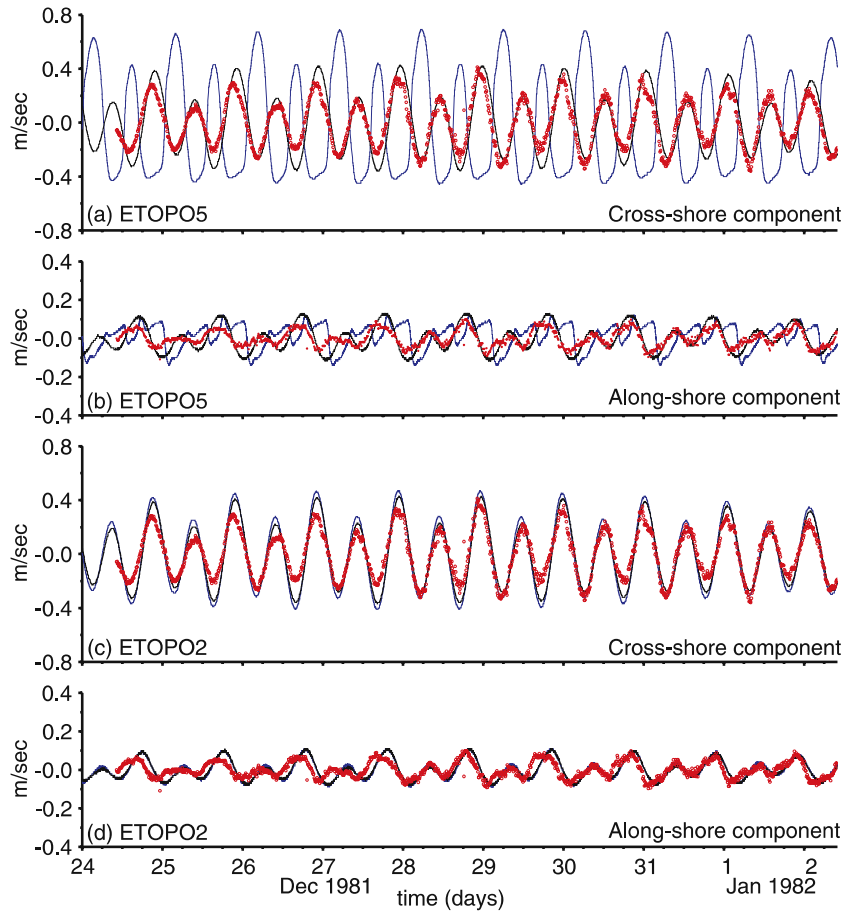 0.8
0.4
-0.0
-0.4
-0.8
m/sec
(a) ETOPO5
Cross-shore component
0.4
0.2
-0.0
-0.2
-0.4
m/sec
(b) ETOPO5
Along-shore component
0.8
0.4
-0.0
-0.4
-0.8
m/sec
(c) ETOPO2
Cross-shore component
0.4
0.2
-0.0
-0.2
-0.4
m/sec
(d) ETOPO2
Along-shore component
24 25 26 27 28 29 30 31 1 2
Dec 1981 time (days) Jan 1982